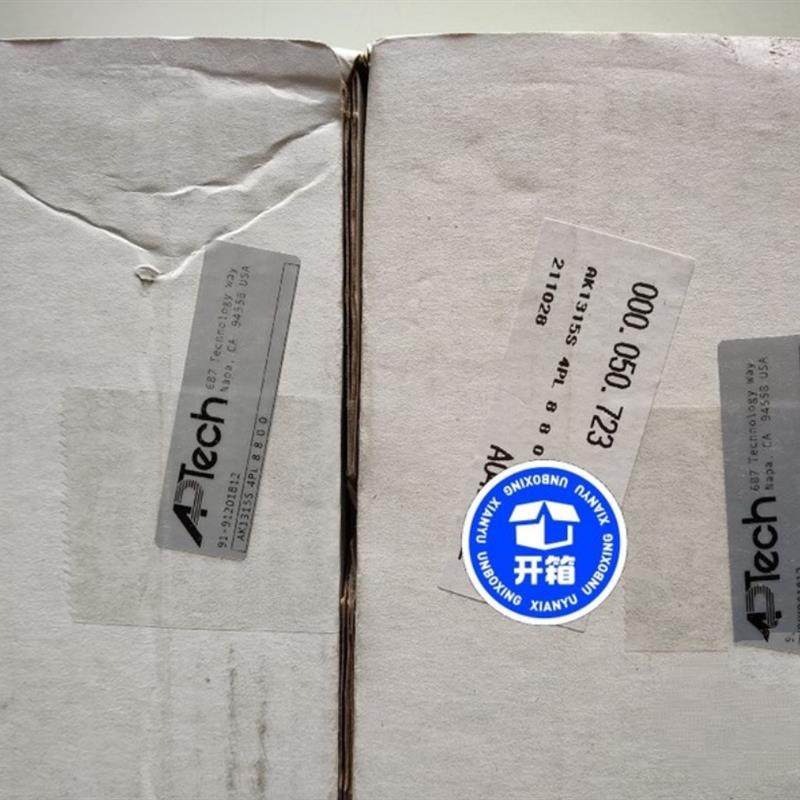 APTech
687 Technology Way
Napa, CA 94558 USA
91-91201812
AK1315S 4PL 8 8 0 0
000.050.723
AK1315S 4PL 8 8 0
211028
开箱
UNBOXING XIANYU UNBOXING XIANYU UNBOXING XIANYU
APTech
687 Technology Way
Napa, CA 94558 USA